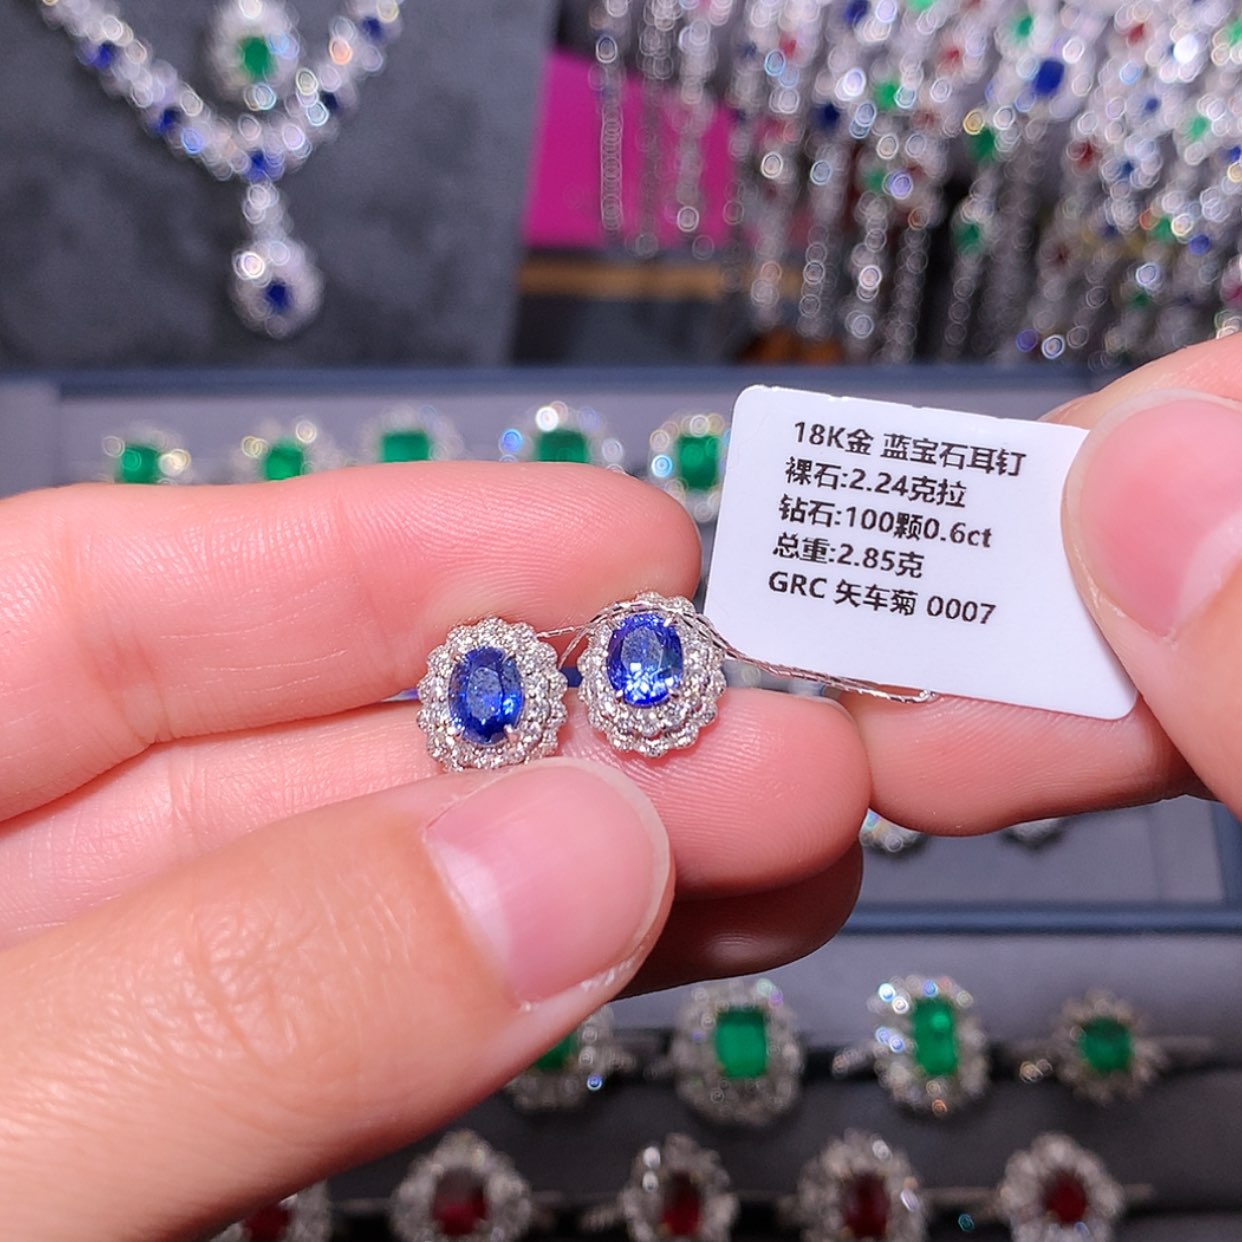 18K金 蓝宝石耳钉
裸石:2.24克拉
钻石:100颗0.6ct
总重:2.85克
GRC 矢车菊 0007